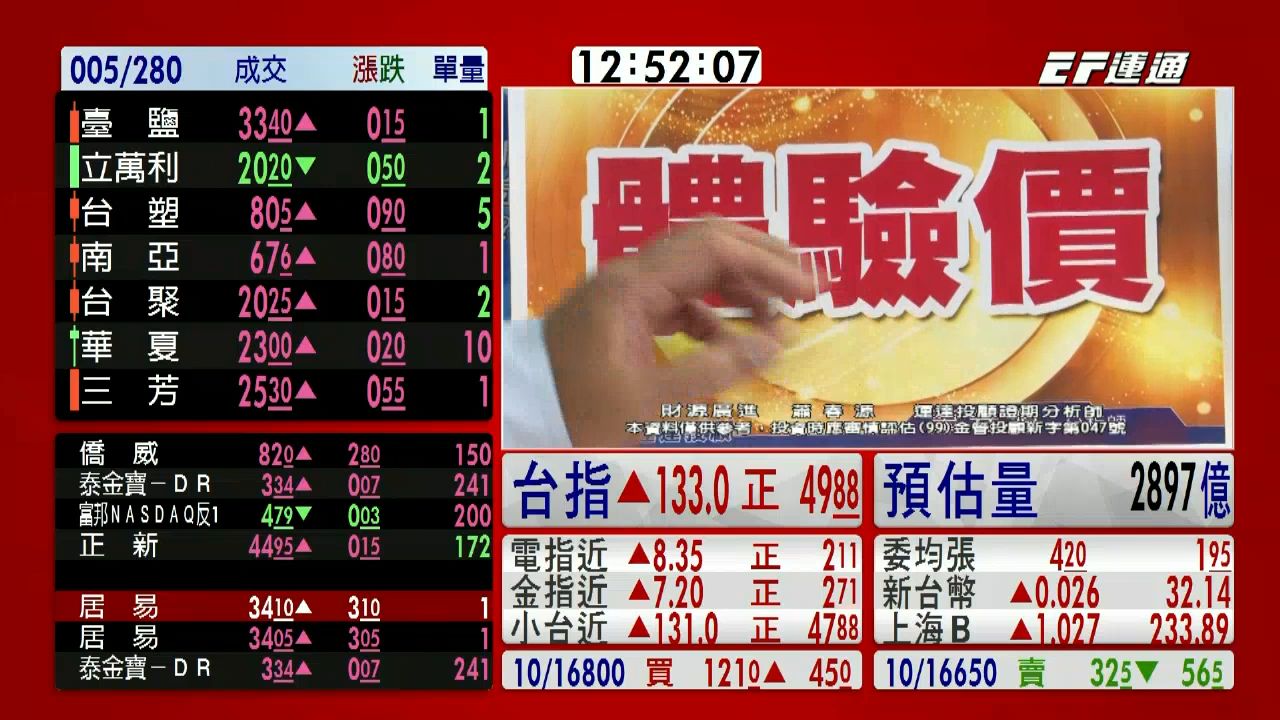 005/280 成交 漲跌 單量
臺鹽 3340▲ 015 1
立萬利 2020▼ 050 2
台塑 805▲ 090 5
南亞 676▲ 080 1
台聚 2025▲ 015 2
華夏 2300▲ 020 10
三芳 2530▲ 055 1
僑威 820▲ 280 150
泰金寶－DR 334▲ 007 241
富邦NASDAQ反1 479▼ 003 200
正新 4495▲ 015 172
居易 3410▲ 310 1
居易 3405▲ 305 1
泰金寶－DR 334▲ 007 241
12:52:07
EF運通
體驗價
財源廣進 蕭春源 運達投顧證期分析師
本資料僅供參考，投資時應審慎評估(99)金管投顧新字第047號
台指▲133.0 正 4988
預估量 2897億
電指近 ▲8.35 正 211
金指近 ▲7.20 正 271
小台近 ▲131.0 正 4788
委均張 420 195
新台幣 ▲0.026 32.14
上海B ▲1.027 233.89
10/16800 買 1210▲ 450
10/16650 賣 325▼ 565